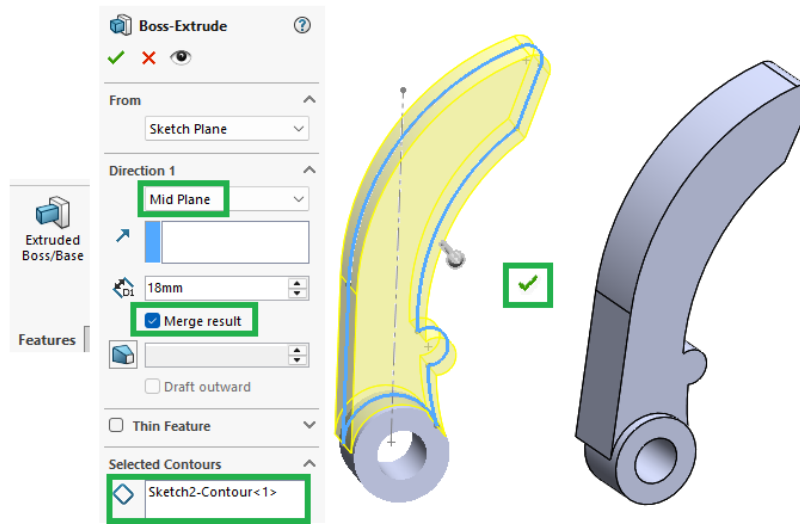 Boss-Extrude
From
Sketch Plane
Direction 1
Mid Plane
Extruded
Boss/Base
D1
18mm
Merge result
Features
Draft outward
Thin Feature
Selected Contours
Sketch2-Contour<1>